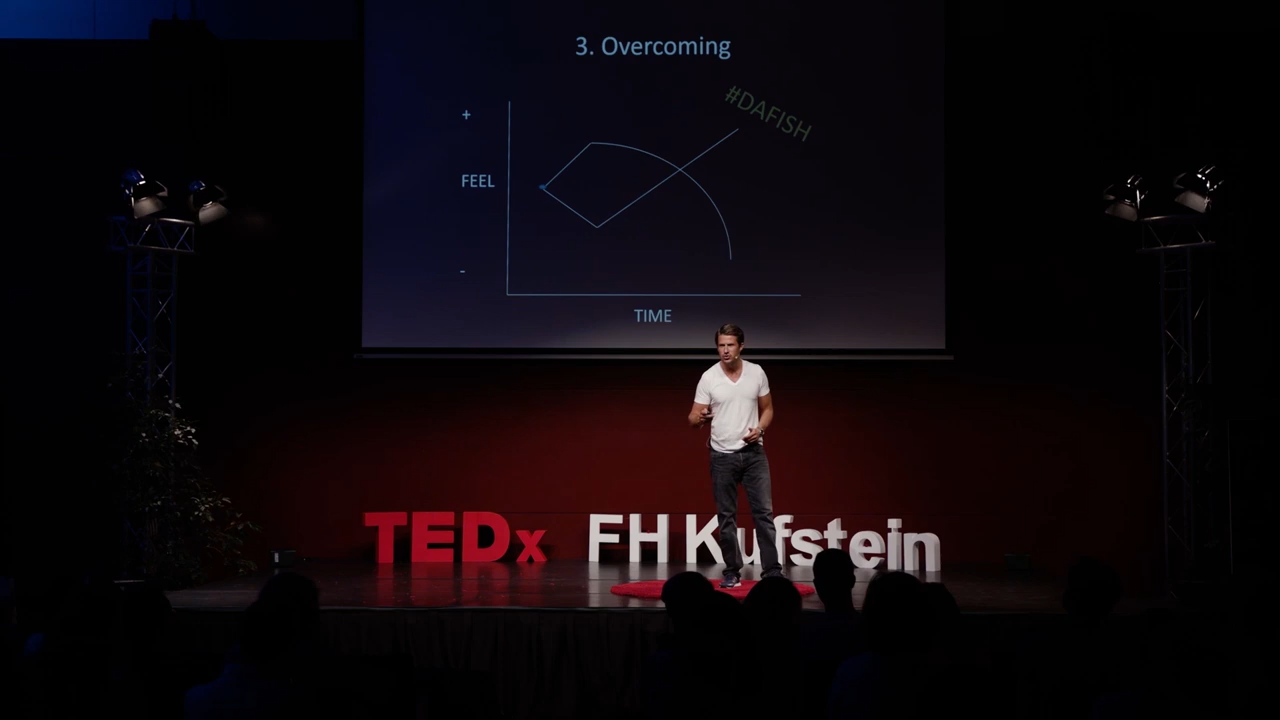 3. Overcoming
#DAFISH
+
FEEL
-
TIME
TEDx FH Kufstein